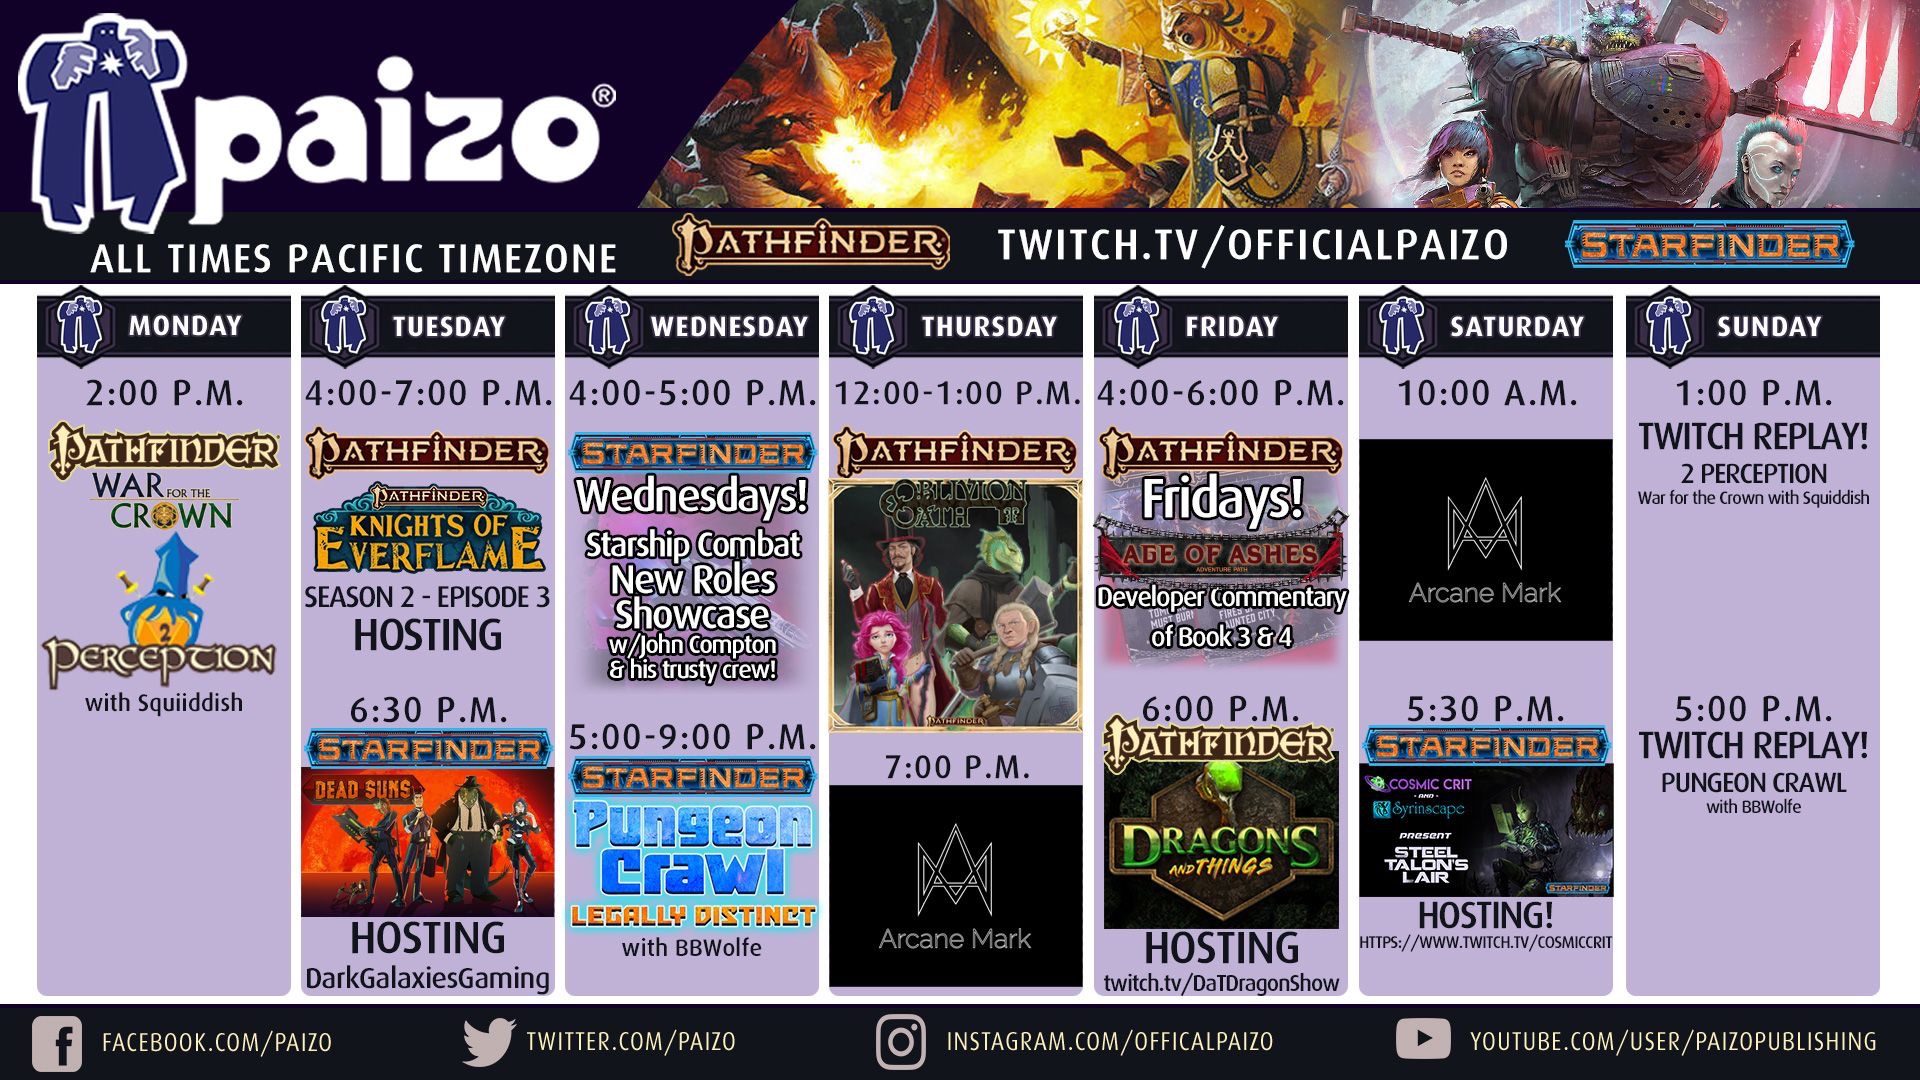 paizo®
ALL TIMES PACIFIC TIMEZONE
PATHFINDER
TWITCH.TV/OFFICIALPAIZO
STARFINDER
MONDAY
2:00 P.M.
PATHFINDER
WAR FOR THE
CROWN
2
PERCEPTION
with Squiiddish
TUESDAY
4:00-7:00 P.M.
PATHFINDER
PATHFINDER
KNIGHTS OF
EVERFLAME
SEASON 2 - EPISODE 3
HOSTING
6:30 P.M.
STARFINDER
DEAD SUNS
HOSTING
DarkGalaxiesGaming
WEDNESDAY
4:00-5:00 P.M.
STARFINDER
Wednesdays!
Starship Combat
New Roles
Showcase
w/John Compton
& his trusty crew!
5:00-9:00 P.M.
STARFINDER
Pungeon
Crawl
LEGALLY DISTINCT
with BBWolfe
THURSDAY
12:00-1:00 P.M.
PATHFINDER
OBLIVION
OATH
PATHFINDER
7:00 P.M.
Arcane Mark
FRIDAY
4:00-6:00 P.M.
PATHFINDER
Fridays!
AGE OF ASHES
ADVENTURE PATH
Developer Commentary
of Book 3 & 4
6:00 P.M.
PATHFINDER
DRAGONS
AND THINGS
HOSTING
twitch.tv/DaTDragonShow
SATURDAY
10:00 A.M.
Arcane Mark
5:30 P.M.
STARFINDER
COSMIC CRIT
- AND -
Syrinscape
PRESENT
STEEL
TALON'S
LAIR
STARFINDER
HOSTING!
HTTPS://WWW.TWITCH.TV/COSMICCRIT
SUNDAY
1:00 P.M.
TWITCH REPLAY!
2 PERCEPTION
War for the Crown with Squiddish
5:00 P.M.
TWITCH REPLAY!
PUNGEON CRAWL
with BBWolfe
FACEBOOK.COM/PAIZO
TWITTER.COM/PAIZO
INSTAGRAM.COM/OFFICALPAIZO
YOUTUBE.COM/USER/PAIZOPUBLISHING